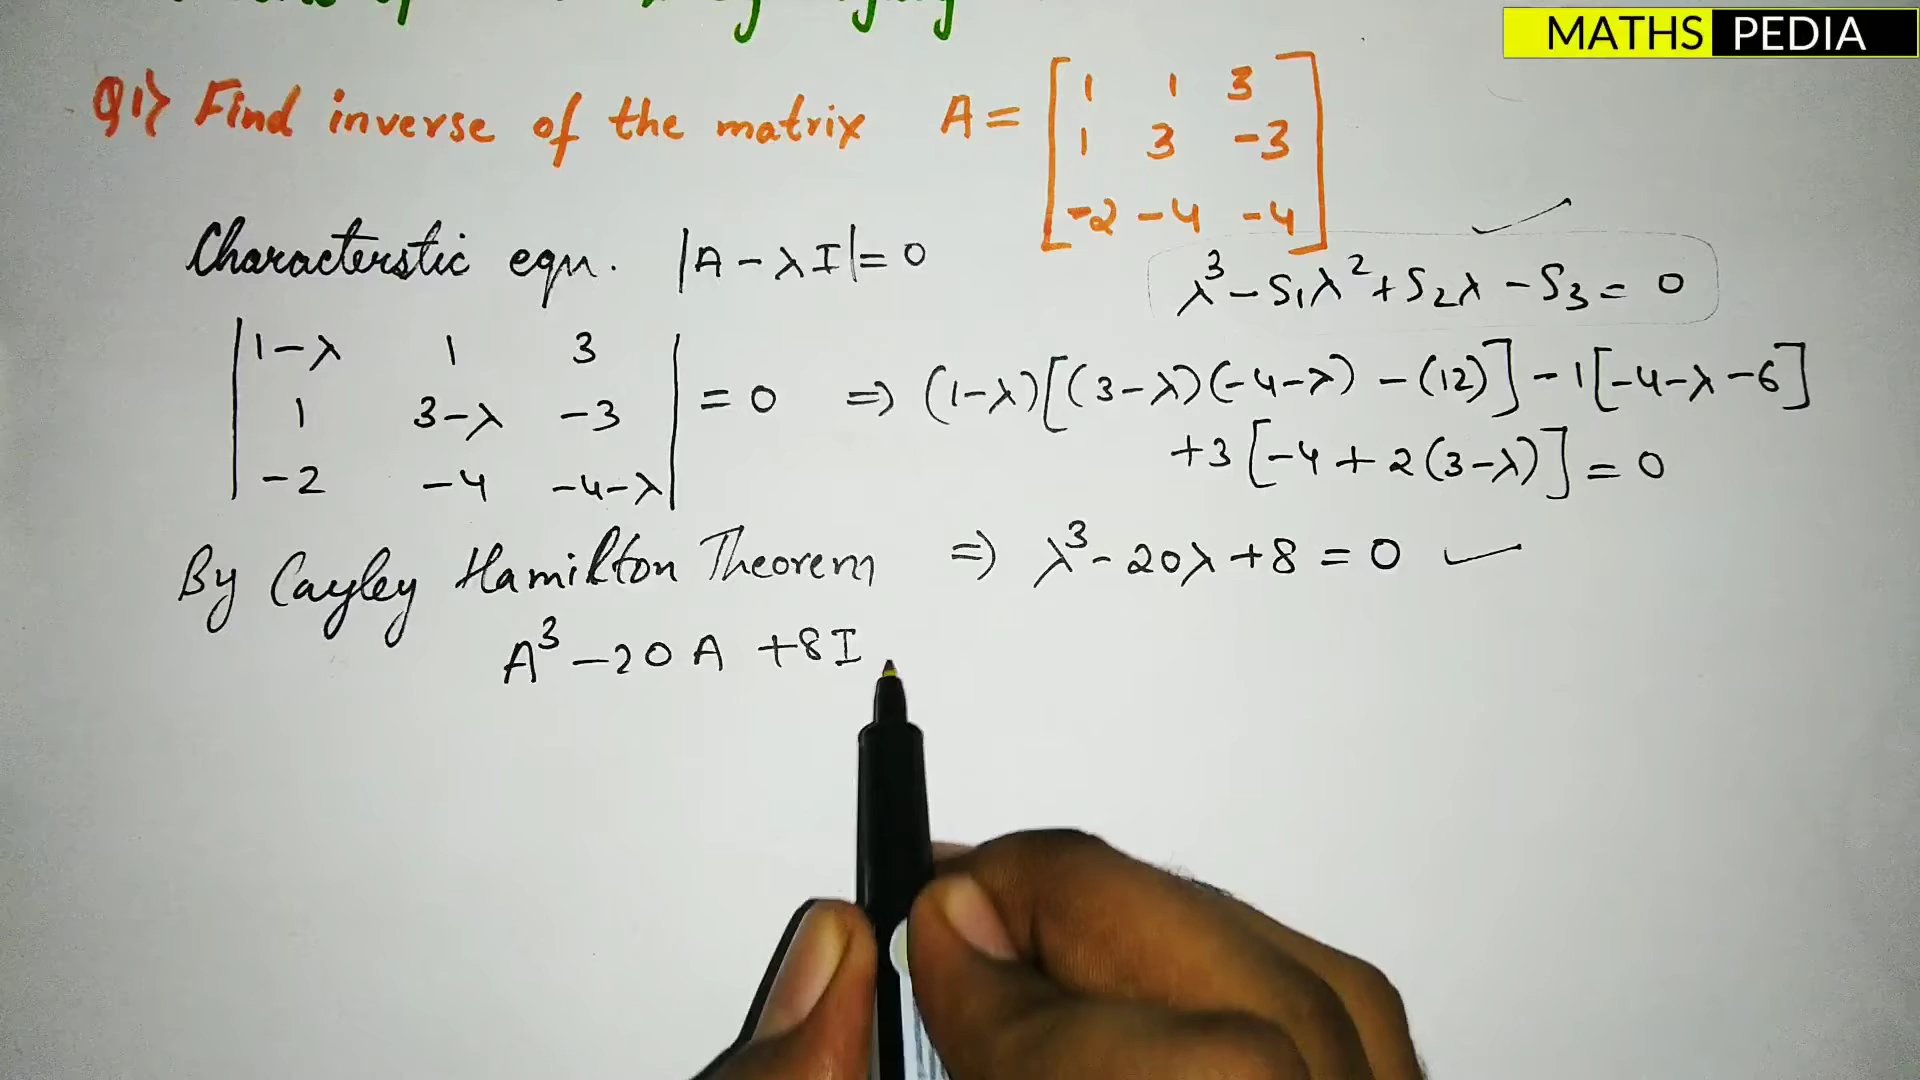 MATHS PEDIA
Q1) Find inverse of the matrix A = [1 1 3
1 3 -3
-2 -4 -4]
Characterstic eqn. |A - λI| = 0
λ³ - S₁λ² + S₂λ - S₃ = 0
|1-λ 1 3
1 3-λ -3
-2 -4 -4-λ| = 0 ⇒ (1-λ)[(3-λ)(-4-λ) - (12)] - 1[-4-λ-6]
+3[-4+2(3-λ)] = 0
By Cayley Hamilton Theorem ⇒ λ³ - 20λ + 8 = 0
A³ - 20A + 8I